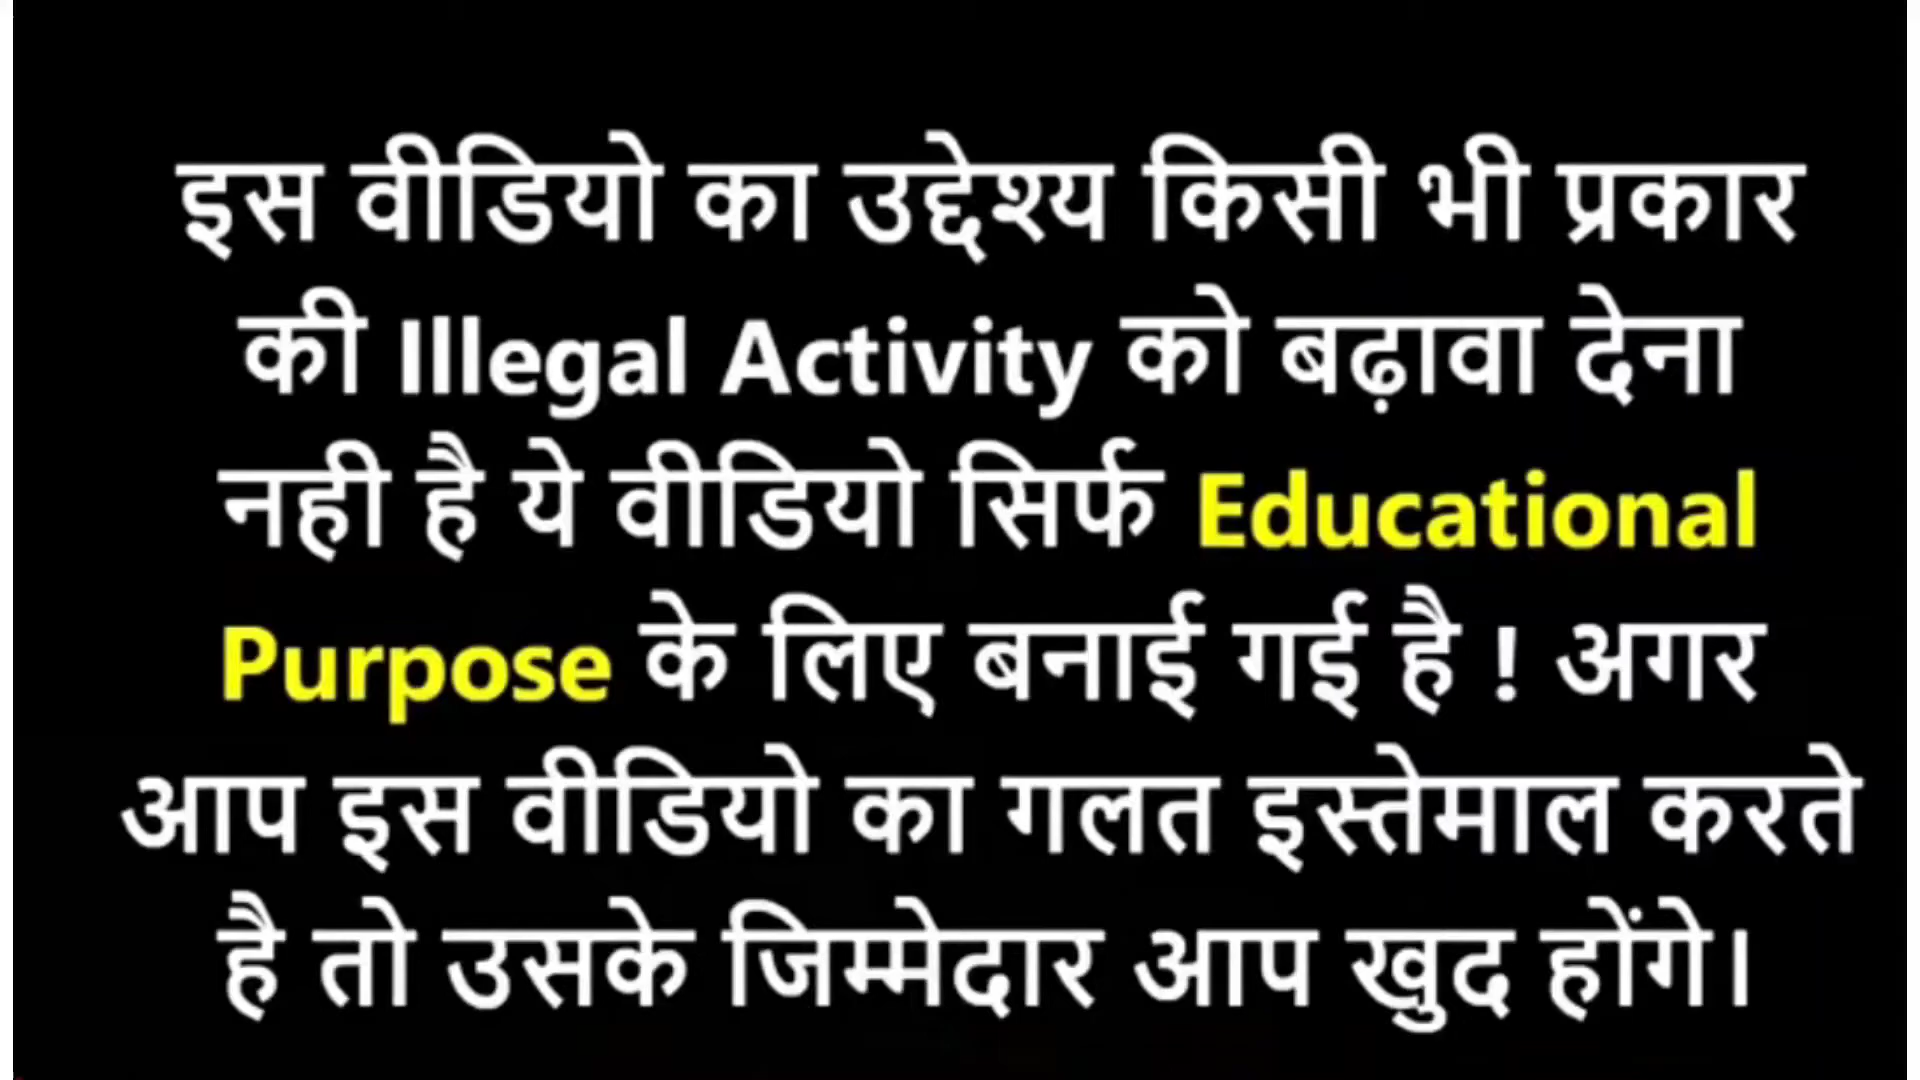 इस वीडियो का उद्देश्य किसी भी प्रकार
की Illegal Activity को बढ़ावा देना
नही है ये वीडियो सिर्फ Educational
Purpose के लिए बनाई गई है ! अगर
आप इस वीडियो का गलत इस्तेमाल करते
है तो उसके जिम्मेदार आप खुद होंगे।